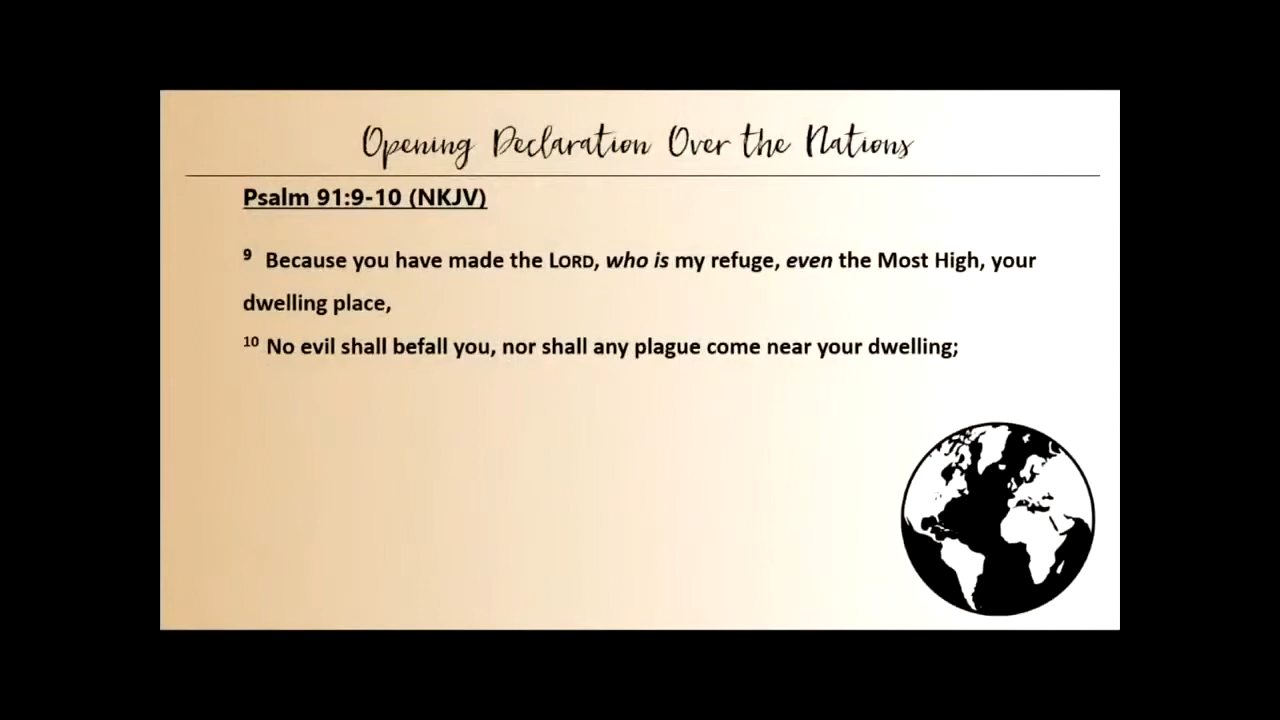 Opening Declaration Over the Nations
Psalm 91:9-10 (NKJV)
9 Because you have made the LORD, who is my refuge, even the Most High, your
dwelling place,
10 No evil shall befall you, nor shall any plague come near your dwelling;